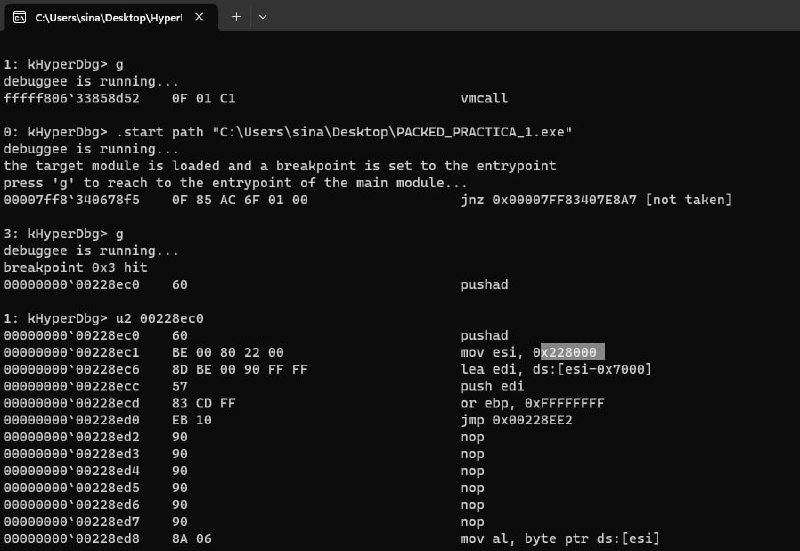 C:\Users\sina\Desktop\HyperI
1: kHyperDbg> g
debuggee is running...
fffff806`33858d52    0F 01 C1                            vmcall
0: kHyperDbg> .start path "C:\Users\sina\Desktop\PACKED_PRACTICA_1.exe"
debuggee is running...
the target module is loaded and a breakpoint is set to the entrypoint
press 'g' to reach to the entrypoint of the main module...
00007ff8`340678f5    0F 85 AC 6F 01 00                   jnz 0x00007FF83407E8A7 [not taken]
3: kHyperDbg> g
debuggee is running...
breakpoint 0x3 hit
00000000`00228ec0    60                                  pushad
1: kHyperDbg> u2 00228ec0
00000000`00228ec0    60                                  pushad
00000000`00228ec1    BE 00 80 22 00                      mov esi, 0x228000
00000000`00228ec6    8D BE 00 90 FF FF                   lea edi, ds:[esi-0x7000]
00000000`00228ecc    57                                  push edi
00000000`00228ecd    83 CD FF                            or ebp, 0xFFFFFFFF
00000000`00228ed0    EB 10                               jmp 0x00228EE2
00000000`00228ed2    90                                  nop
00000000`00228ed3    90                                  nop
00000000`00228ed4    90                                  nop
00000000`00228ed5    90                                  nop
00000000`00228ed6    90                                  nop
00000000`00228ed7    90                                  nop
00000000`00228ed8    8A 06                               mov al, byte ptr ds:[esi]